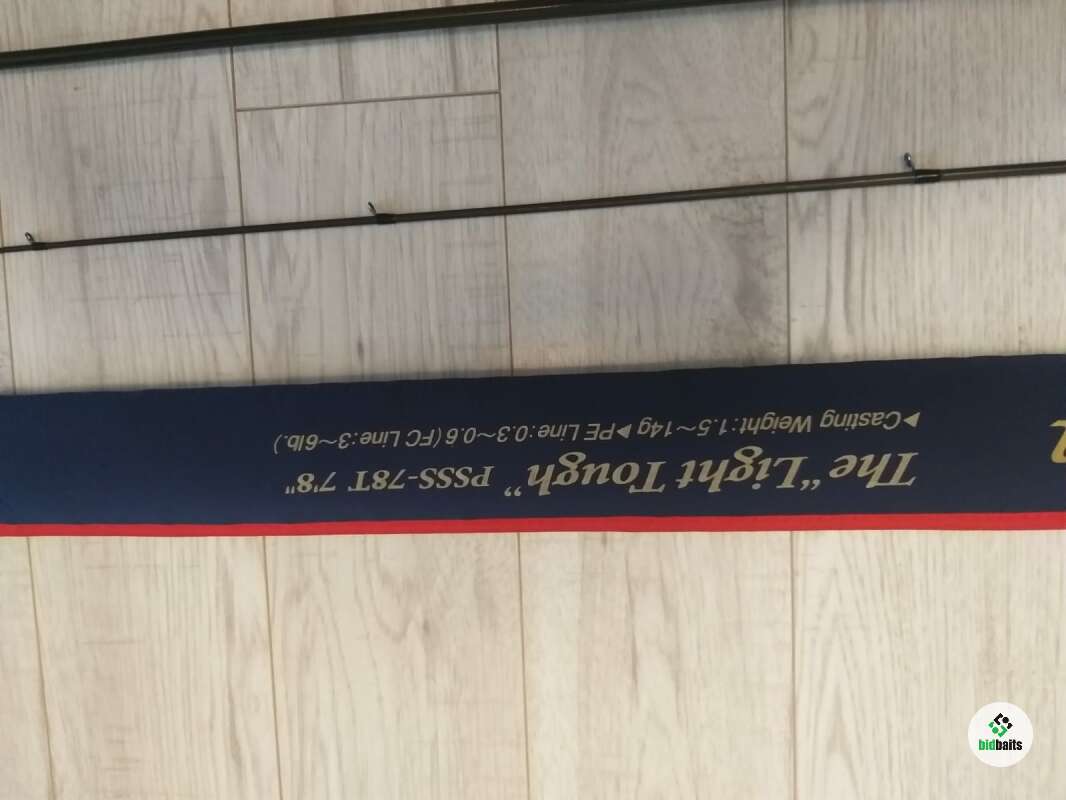 The "Light Tough" PSSS-78T 7'8"
▶Casting Weight:1.5~14g ▶PE Line:0.3~0.6 (FC Line:3~6lb.)
bidbaits